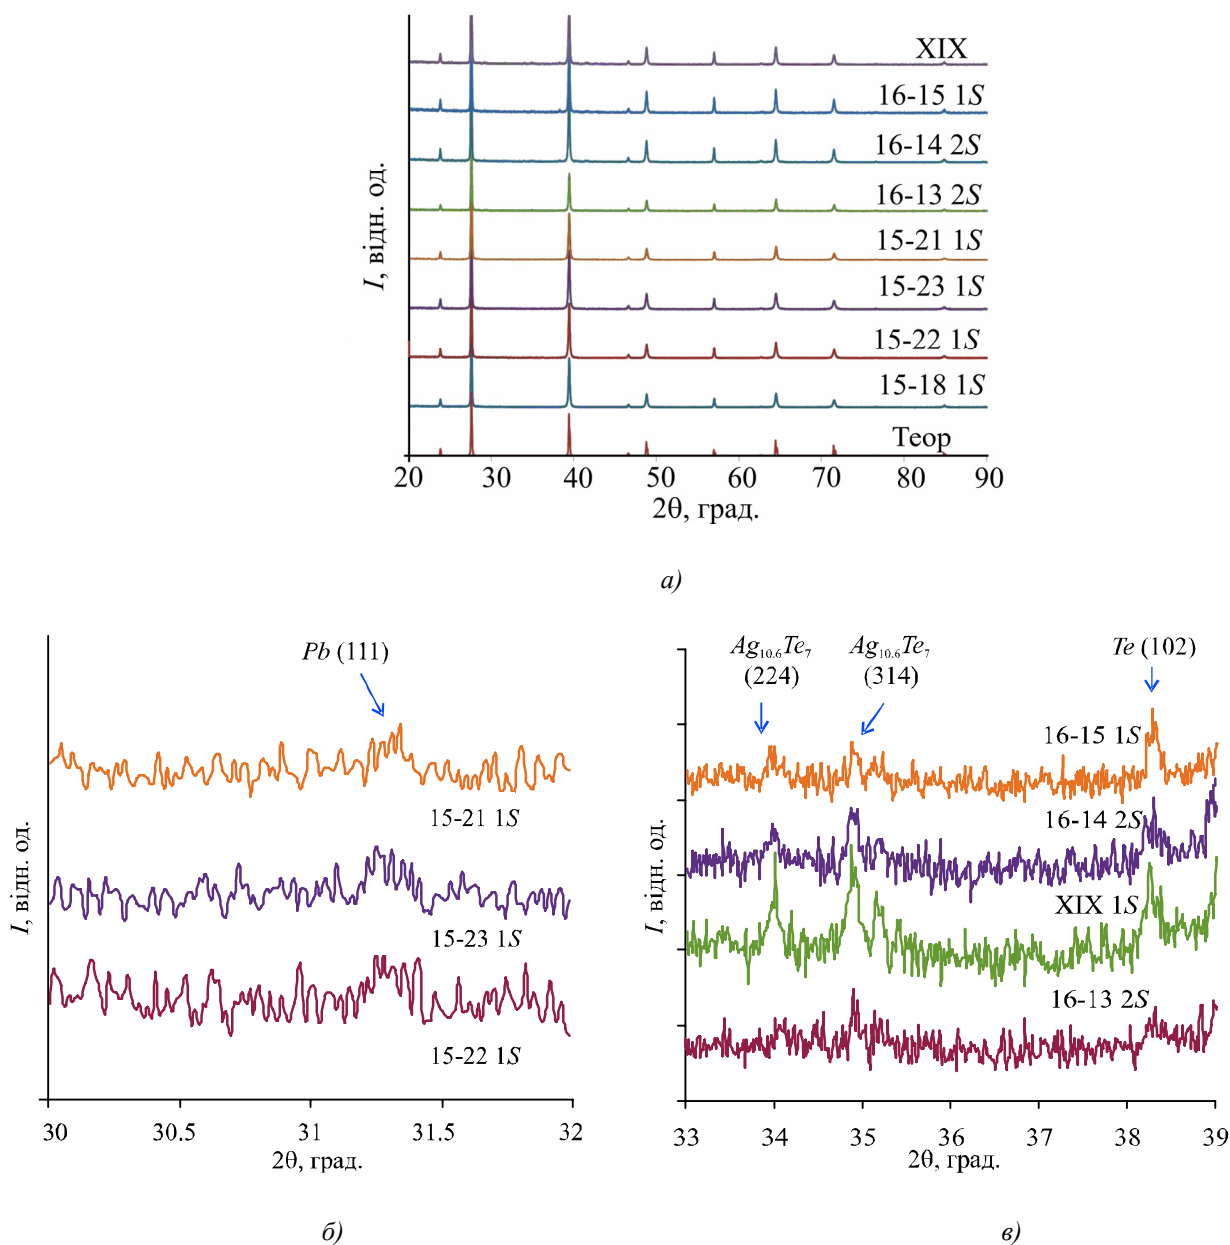 XIX
16-15 1S
16-14 2S
16-13 2S
15-21 1S
15-23 1S
15-22 1S
15-18 1S
Теор
I, відн. од.
20 30 40 50 60 70 80 90
2θ, град.
а)
Pb (111)
15-21 1S
15-23 1S
15-22 1S
I, відн. од.
30 30.5 31 31.5 32
2θ, град.
б)
Ag10.6Te7 Ag10.6Te7 Te (102)
(224) (314)
16-15 1S
16-14 2S
XIX 1S
16-13 2S
I, відн. од.
33 34 35 36 37 38 39
2θ, град.
в)